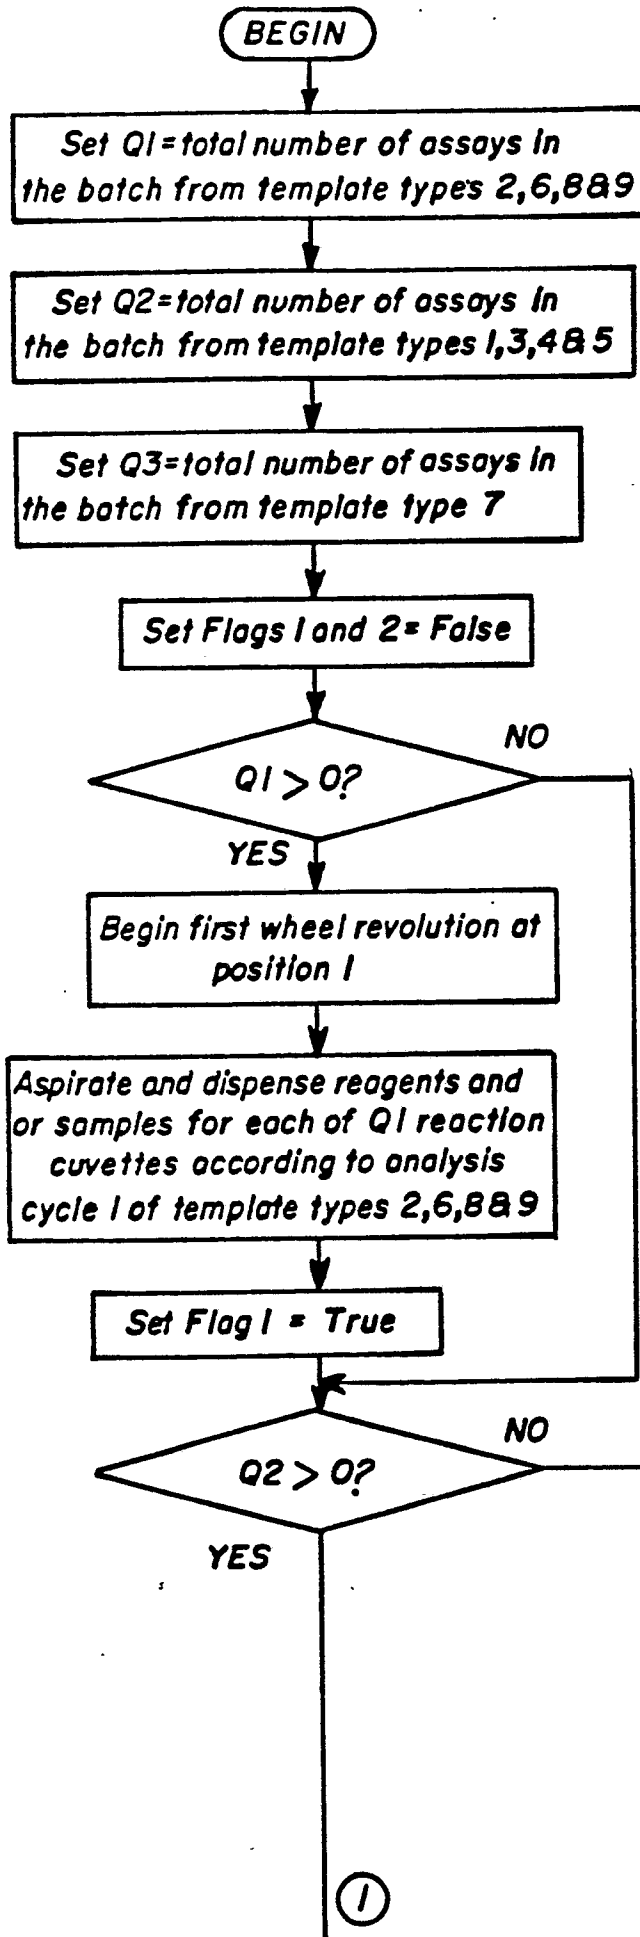 BEGIN
Set Q1=total number of assays in
the batch from template types 2,6,8&9
Set Q2=total number of assays in
the batch from template types 1,3,4&5
Set Q3=total number of assays in
the batch from template type 7
Set Flags 1 and 2= False
Q1 > 0?
NO
YES
Begin first wheel revolution at
position 1
Aspirate and dispense reagents and
or samples for each of Q1 reaction
cuvettes according to analysis
cycle 1 of template types 2,6,8&9
Set Flag 1 = True
Q2 > 0?
NO
YES
1